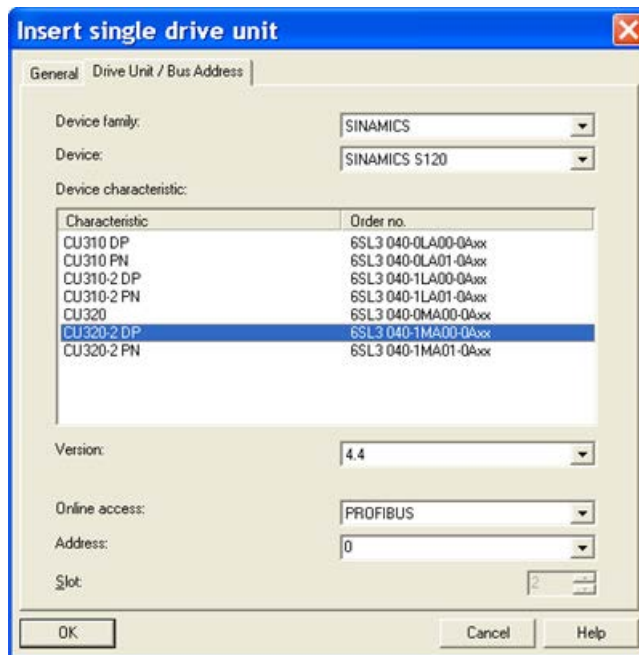 Insert single drive unit
General Drive Unit / Bus Address
Device family: SINAMICS
Device: SINAMICS S120
Device characteristic:
Characteristic Order no.
CU310 DP 6SL3 040-0LA00-0Axx
CU310 PN 6SL3 040-0LA01-0Axx
CU310-2 DP 6SL3 040-1LA00-0Axx
CU310-2 PN 6SL3 040-1LA01-0Axx
CU320 6SL3 040-0MA00-0Axx
CU320-2 DP 6SL3 040-1MA00-0Axx
CU320-2 PN 6SL3 040-1MA01-0Axx
Version: 4.4
Online access: PROFIBUS
Address: 0
Slot: 2
OK Cancel Help